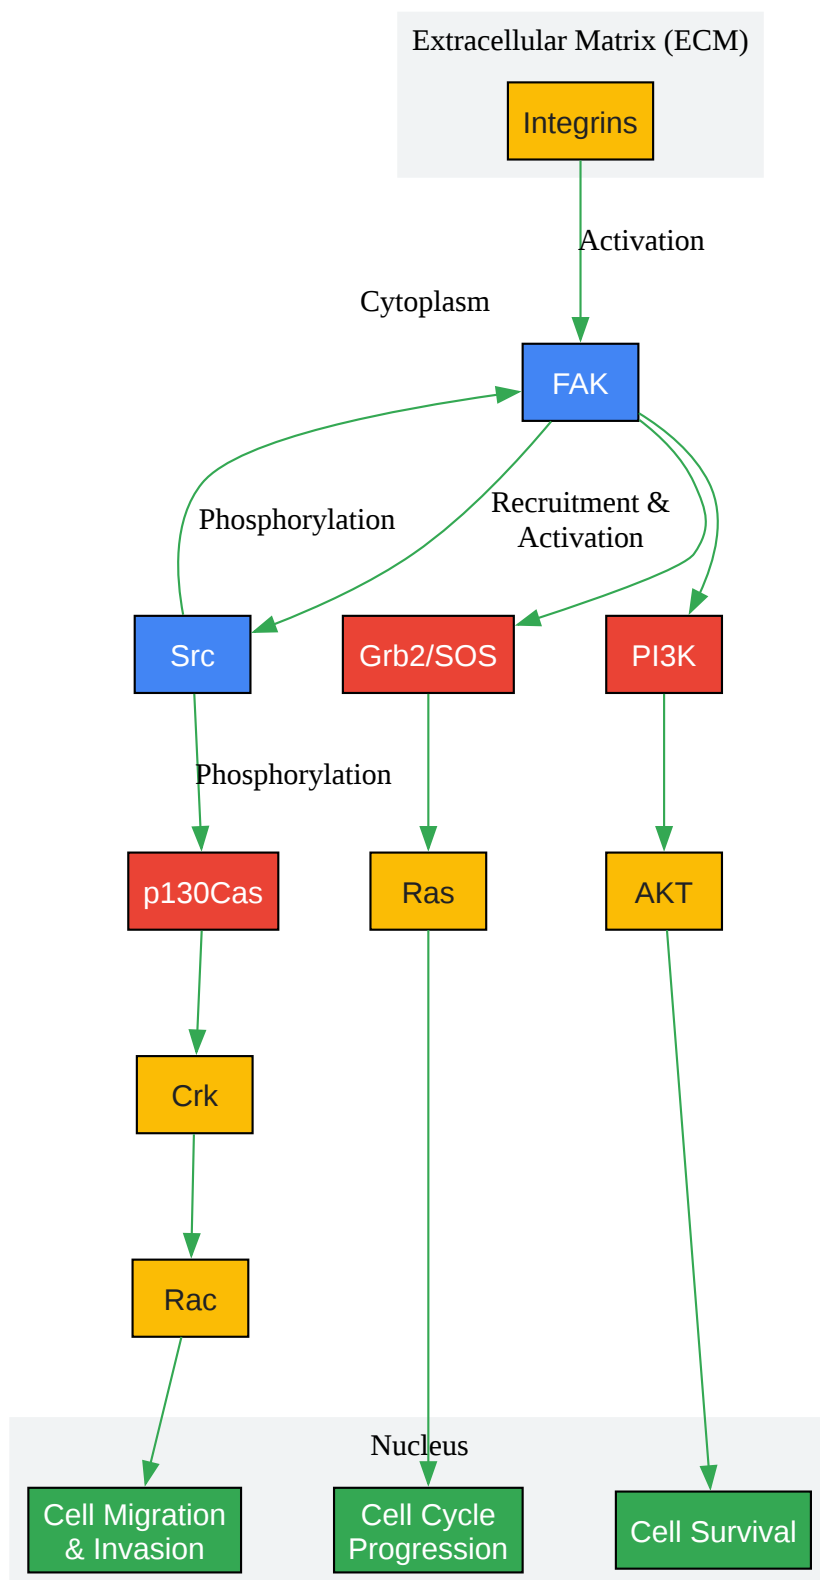 Extracellular Matrix (ECM)
Integrins
Activation
Cytoplasm
FAK
Phosphorylation
Recruitment &
Activation
Src
Grb2/SOS
PI3K
Phosphorylation
p130Cas
Ras
AKT
Crk
Rac
Nucleus
Cell Migration
& Invasion
Cell Cycle
Progression
Cell Survival